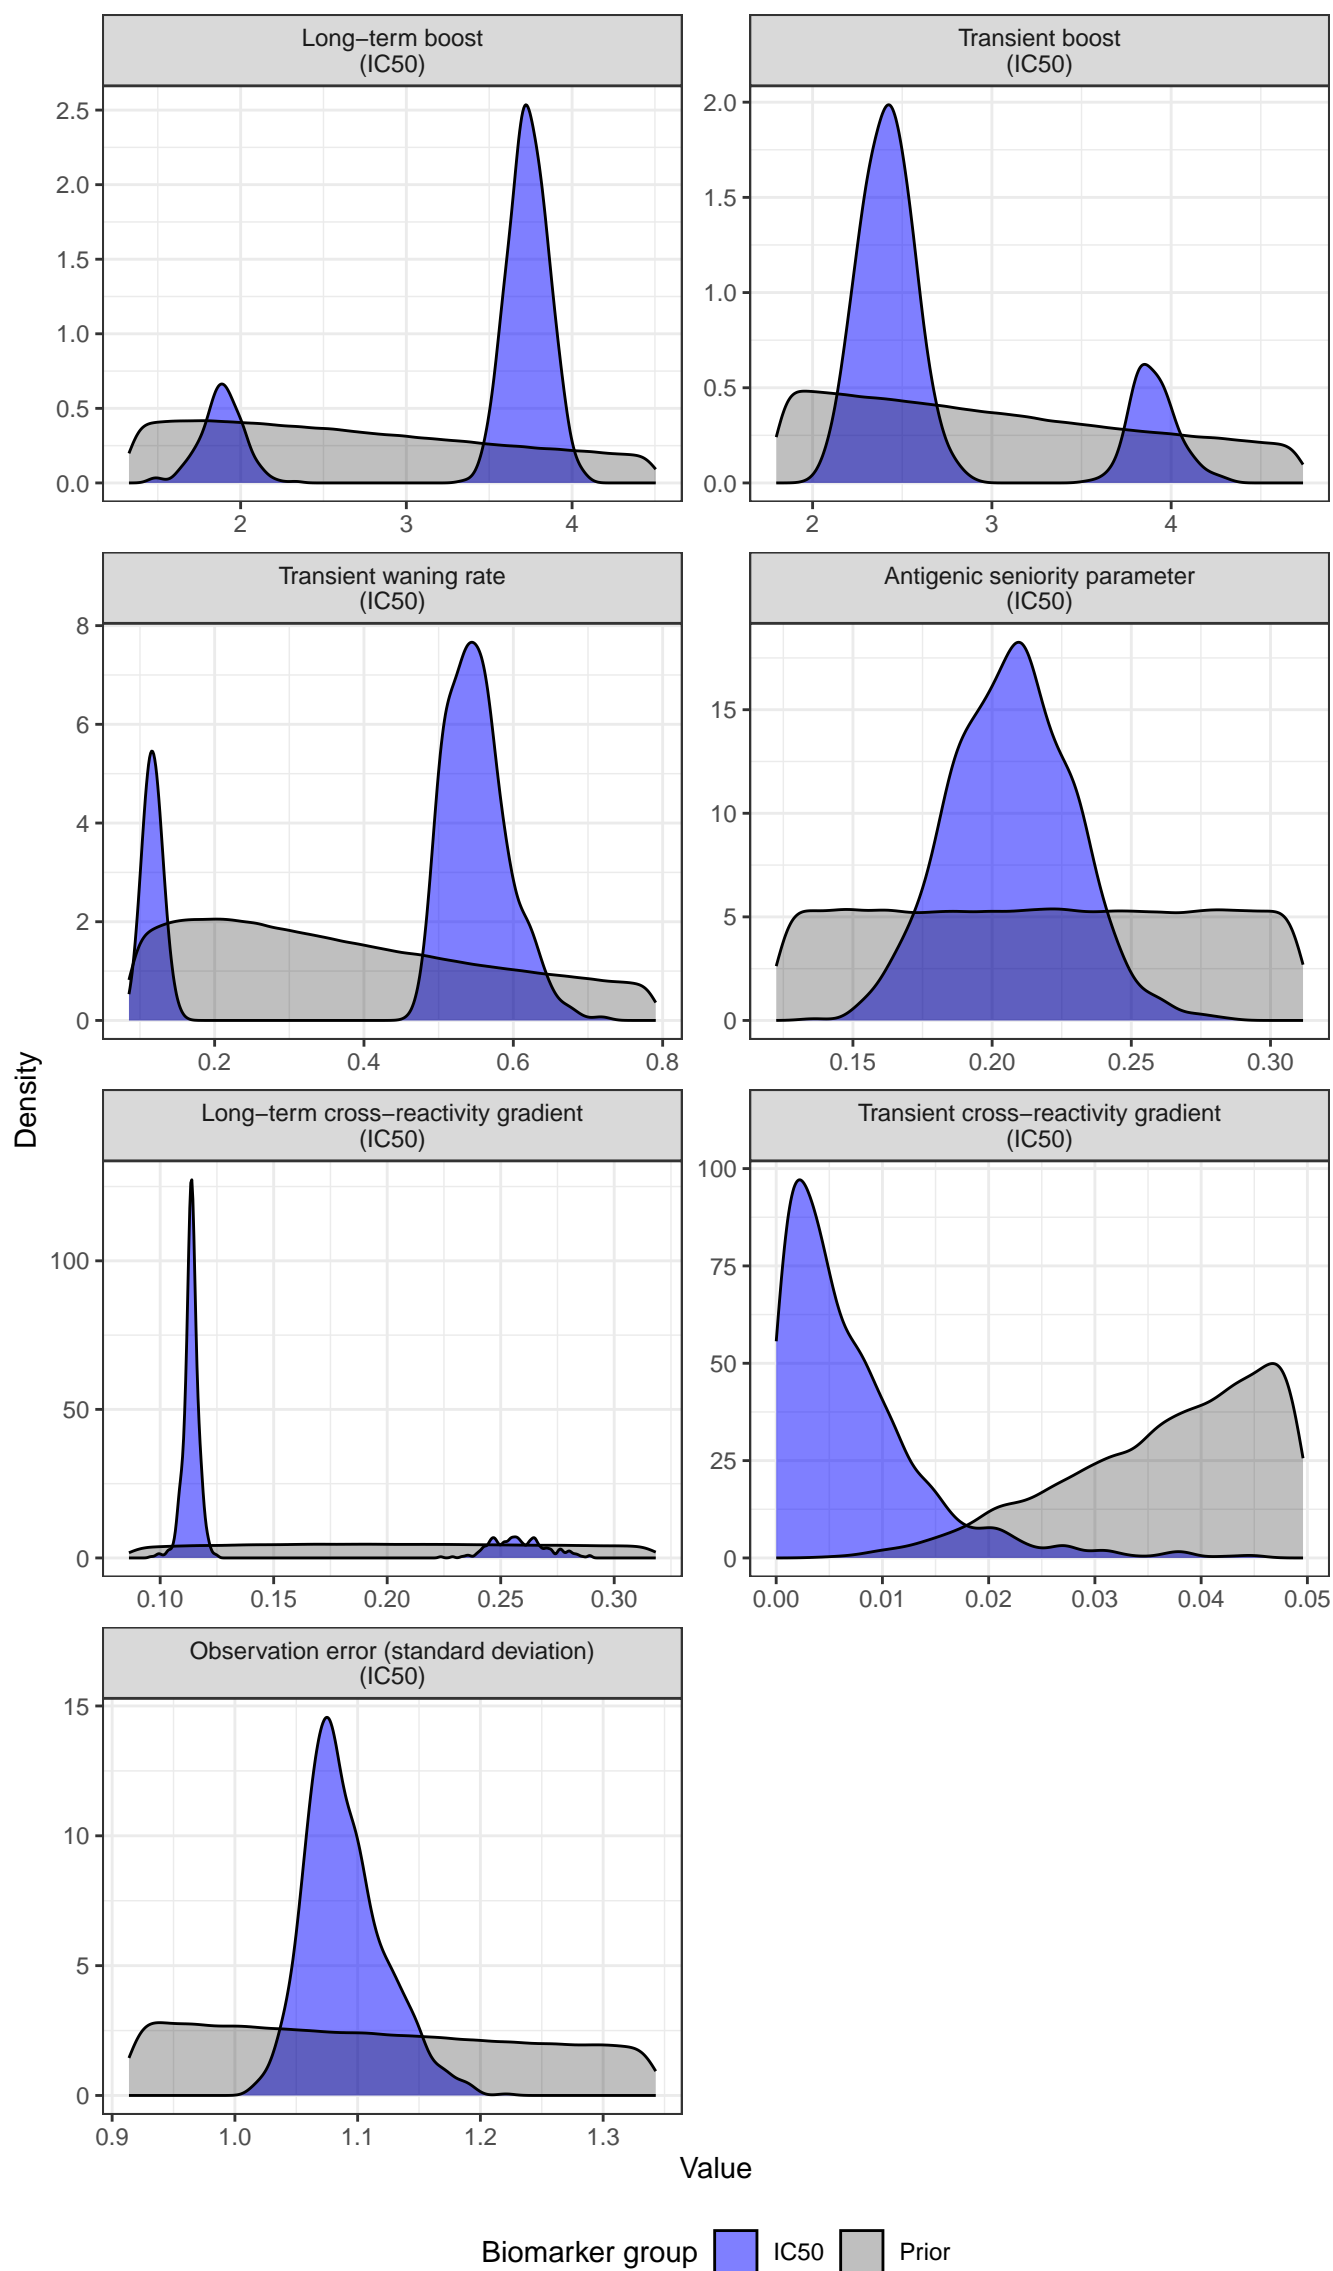 Long−term boost
(IC50)
Transient boost
(IC50)
2.5
2.0
1.5
1.0
0.5
0.0
2 3 4
2.0
1.5
1.0
0.5
0.0
2 3 4
Transient waning rate
(IC50)
Antigenic seniority parameter
(IC50)
8
6
4
2
0
0.2 0.4 0.6 0.8
15
10
5
0
0.15 0.20 0.25 0.30
Density
Long−term cross−reactivity gradient
(IC50)
Transient cross−reactivity gradient
(IC50)
100
50
0
0.10 0.15 0.20 0.25 0.30
100
75
50
25
0
0.00 0.01 0.02 0.03 0.04 0.05
Observation error (standard deviation)
(IC50)
15
10
5
0
0.9 1.0 1.1 1.2 1.3
Value
Biomarker group IC50 Prior